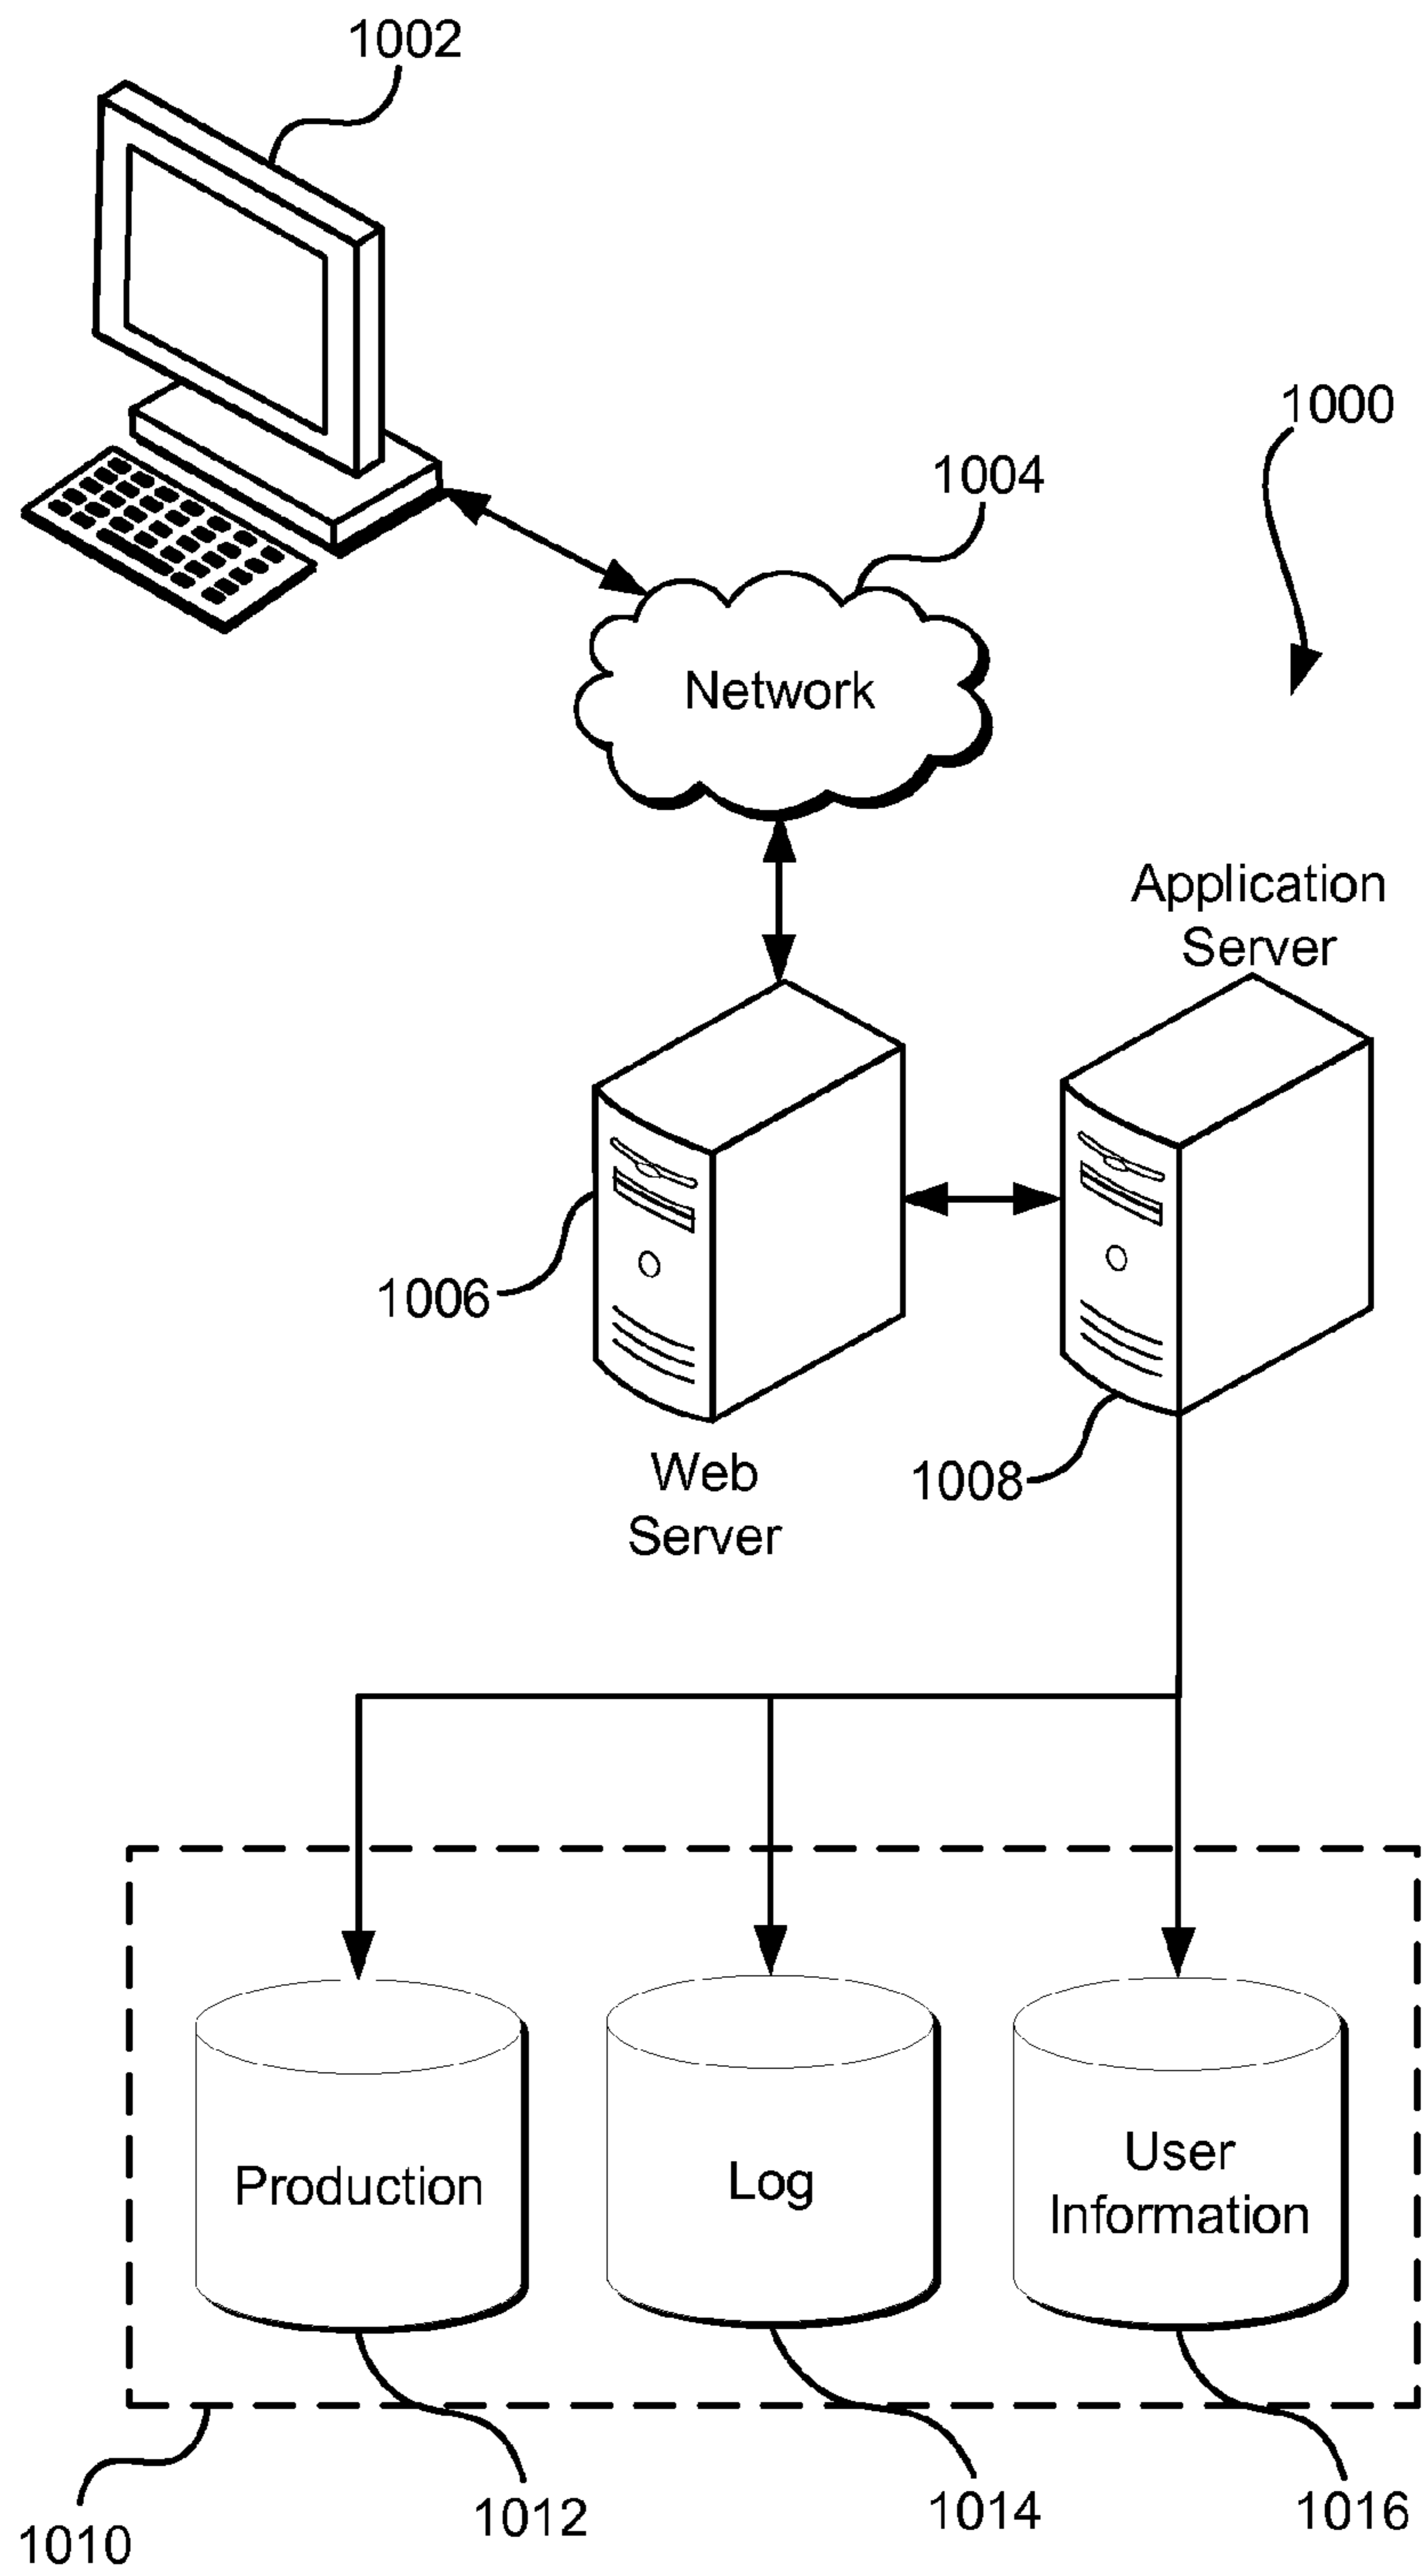 1002
1000
1004
Network
Application
Server
1006
Web
Server
1008
Production
Log
User
Information
1010
1012
1014
1016